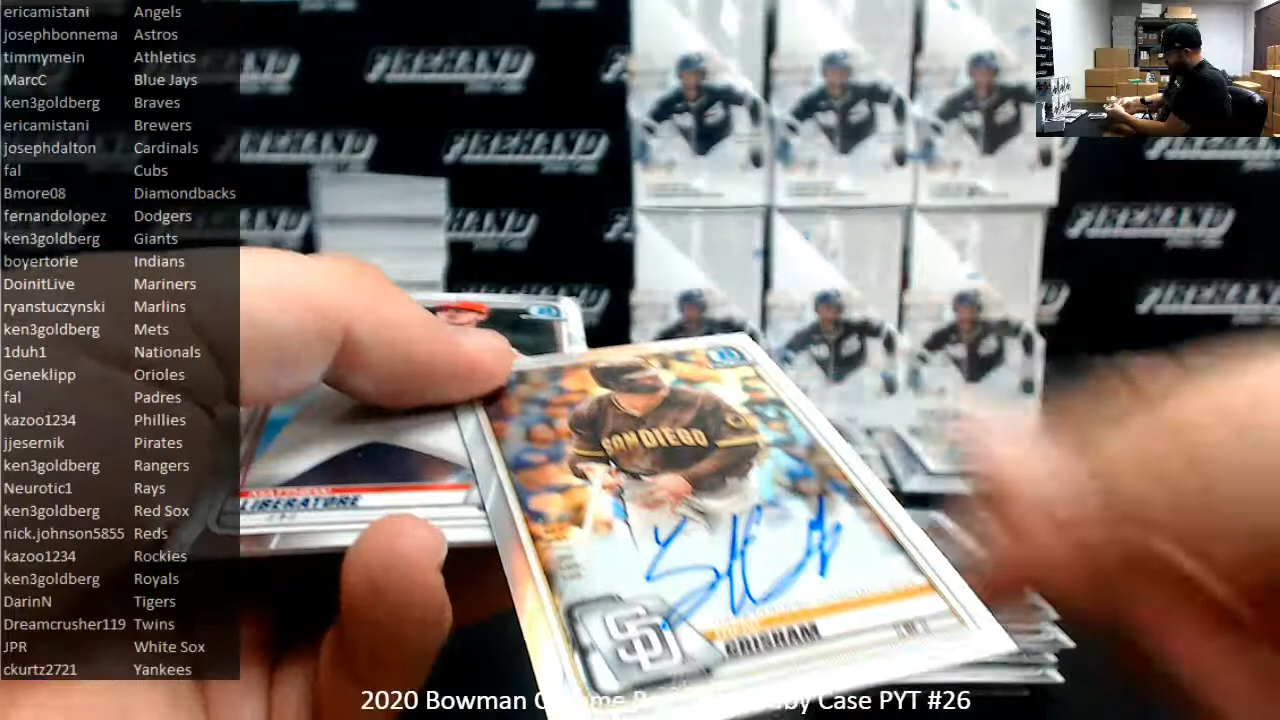 ericamistani Angels
josephbonnema Astros
timmymein Athletics
MarcC Blue Jays
ken3goldberg Braves
ericamistani Brewers
josephdalton Cardinals
fal Cubs
Bmore08 Diamondbacks
fernandolopez Dodgers
ken3goldberg Giants
boyertorie Indians
DoinitLive Mariners
ryanstuczynski Marlins
ken3goldberg Mets
1duh1 Nationals
Geneklipp Orioles
fal Padres
kazoo1234 Phillies
jjesernik Pirates
ken3goldberg Rangers
Neurotic1 Rays
ken3goldberg Red Sox
nick.johnson5855 Reds
kazoo1234 Rockies
ken3goldberg Royals
DarinN Tigers
Dreamcrusher119 Twins
JPR White Sox
ckurtz2721 Yankees
FIREHAND
FIREHAND
FIREHAND
FIREHAND
LIBERATORE
SAN DIEGO
SD
GRISHAM
2020 Bowman Case PYT #26